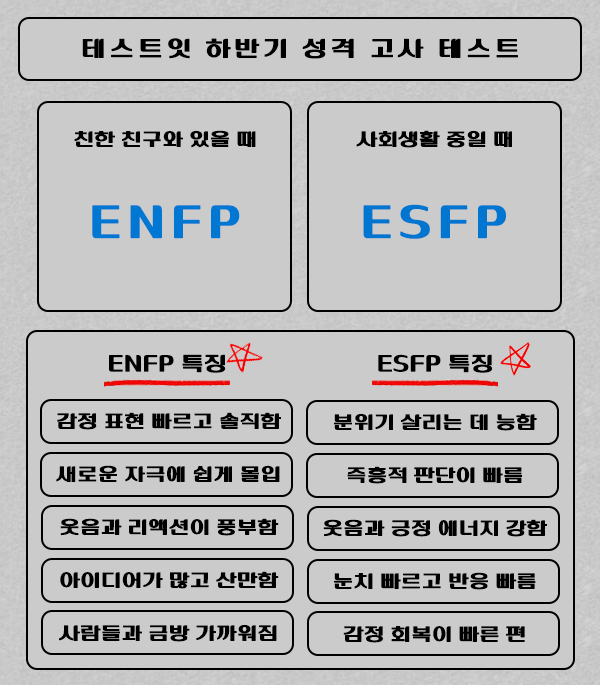 테스트잇 하반기 성격 고사 테스트
친한 친구와 있을 때
ENFP
사회생활 중일 때
ESFP
ENFP 특징
감정 표현 빠르고 솔직함
새로운 자극에 쉽게 몰입
웃음과 리액션이 풍부함
아이디어가 많고 산만함
사람들과 금방 가까워짐
ESFP 특징
분위기 살리는 데 능함
즉흥적 판단이 빠름
웃음과 긍정 에너지 강함
눈치 빠르고 반응 빠름
감정 회복이 빠른 편